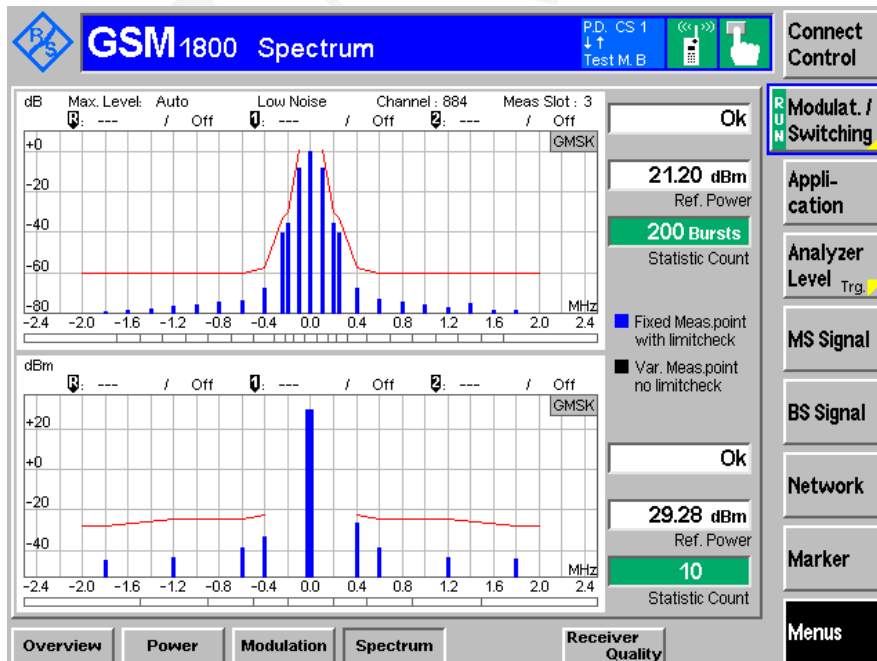 R&S
GSM 1800 Spectrum
P.D. CS 1
↓↑
Test M. B
Connect Control
dB Max. Level: Auto Low Noise Channel : 884 Meas Slot : 3
R: --- / Off 1: --- / Off 2: --- / Off
GMSK
+0
-20
-40
-60
-80
MHz
-2.4 -2.0 -1.6 -1.2 -0.8 -0.4 0.0 0.4 0.8 1.2 1.6 2.0 2.4
Ok
21.20 dBm
Ref. Power
200 Bursts
Statistic Count
Fixed Meas.point
with limitcheck
Var. Meas.point
no limitcheck
dBm
R: --- / Off 1: --- / Off 2: --- / Off
GMSK
+20
+0
-20
-40
MHz
-2.4 -2.0 -1.6 -1.2 -0.8 -0.4 0.0 0.4 0.8 1.2 1.6 2.0 2.4
Ok
29.28 dBm
Ref. Power
10
Statistic Count
RUN
Modulat. /
Switching
Appli-
cation
Analyzer
Level Trg.
MS Signal
BS Signal
Network
Marker
Menus
Overview Power Modulation Spectrum Receiver
Quality